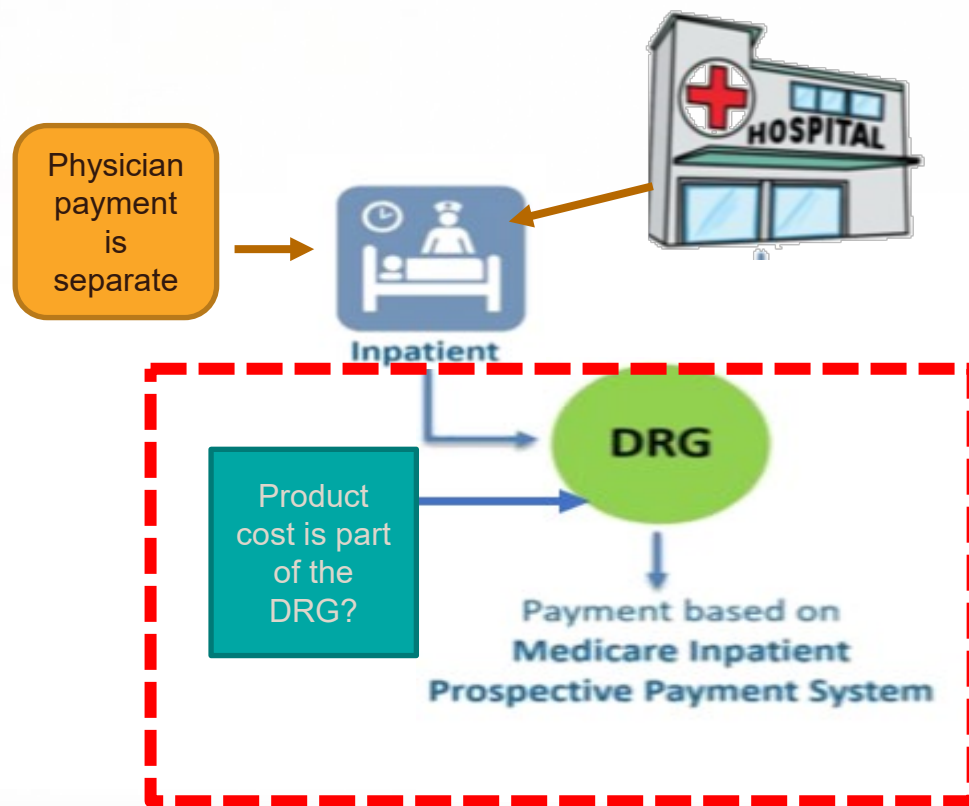 HOSPITAL
Physician
payment
is
separate
Inpatient
DRG
Product
cost is part
of the
DRG?
Payment based on
Medicare Inpatient
Prospective Payment System